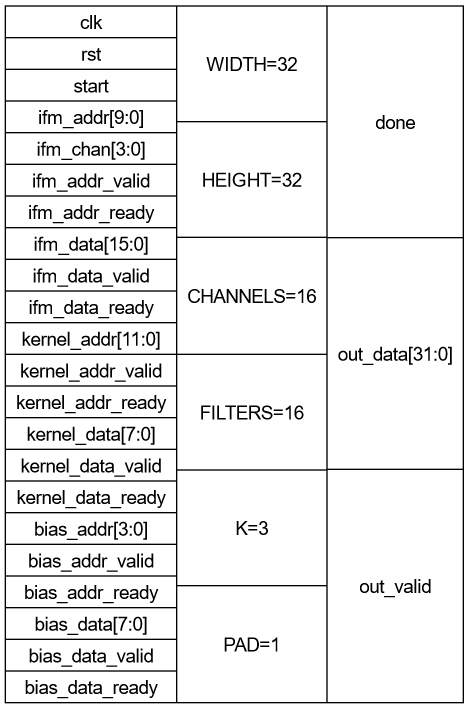 clk
rst
start
ifm_addr[9:0]
ifm_chan[3:0]
ifm_addr_valid
ifm_addr_ready
ifm_data[15:0]
ifm_data_valid
ifm_data_ready
kernel_addr[11:0]
kernel_addr_valid
kernel_addr_ready
kernel_data[7:0]
kernel_data_valid
kernel_data_ready
bias_addr[3:0]
bias_addr_valid
bias_addr_ready
bias_data[7:0]
bias_data_valid
bias_data_ready
WIDTH=32
HEIGHT=32
CHANNELS=16
FILTERS=16
K=3
PAD=1
done
out_data[31:0]
out_valid